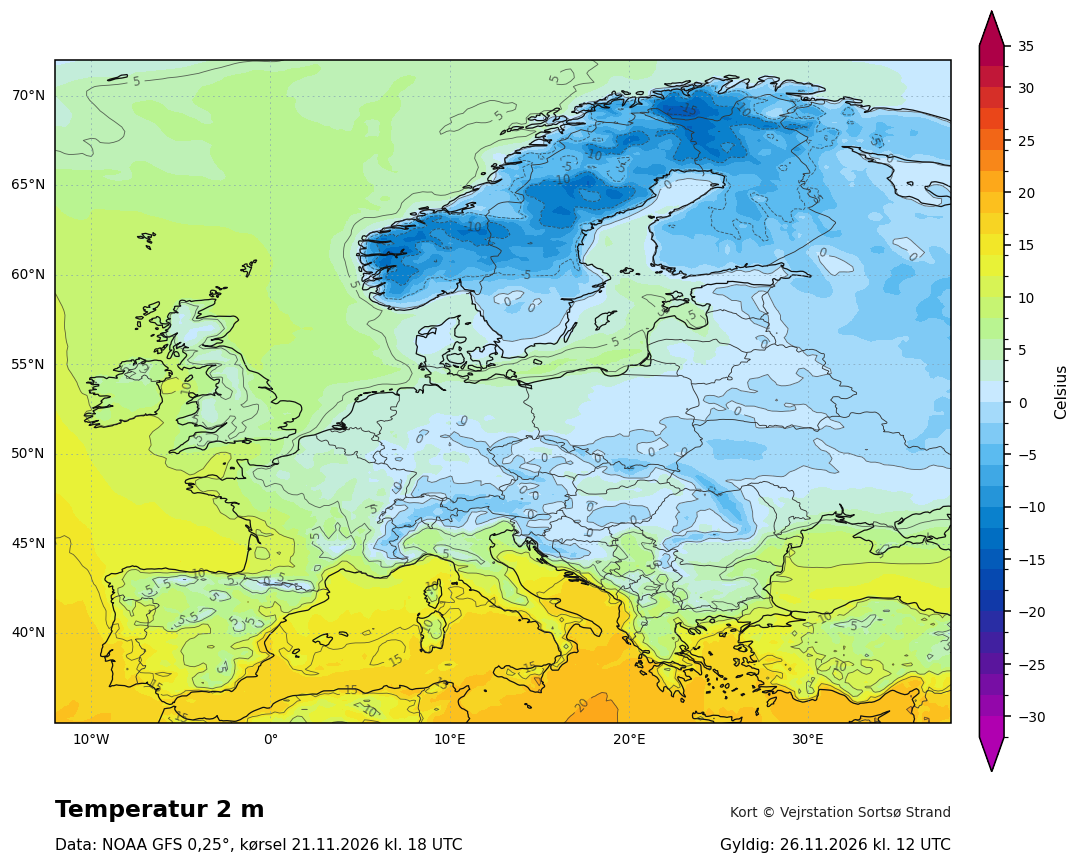 70°N
65°N
60°N
55°N
50°N
45°N
40°N
10°W 0° 10°E 20°E 30°E
35
30
25
20
15
10
5
0
−5
−10
−15
−20
−25
−30
Celsius
Temperatur 2 m
Kort © Vejrstation Sortsø Strand
Data: NOAA GFS 0,25°, kørsel 21.11.2026 kl. 18 UTC
Gyldig: 26.11.2026 kl. 12 UTC